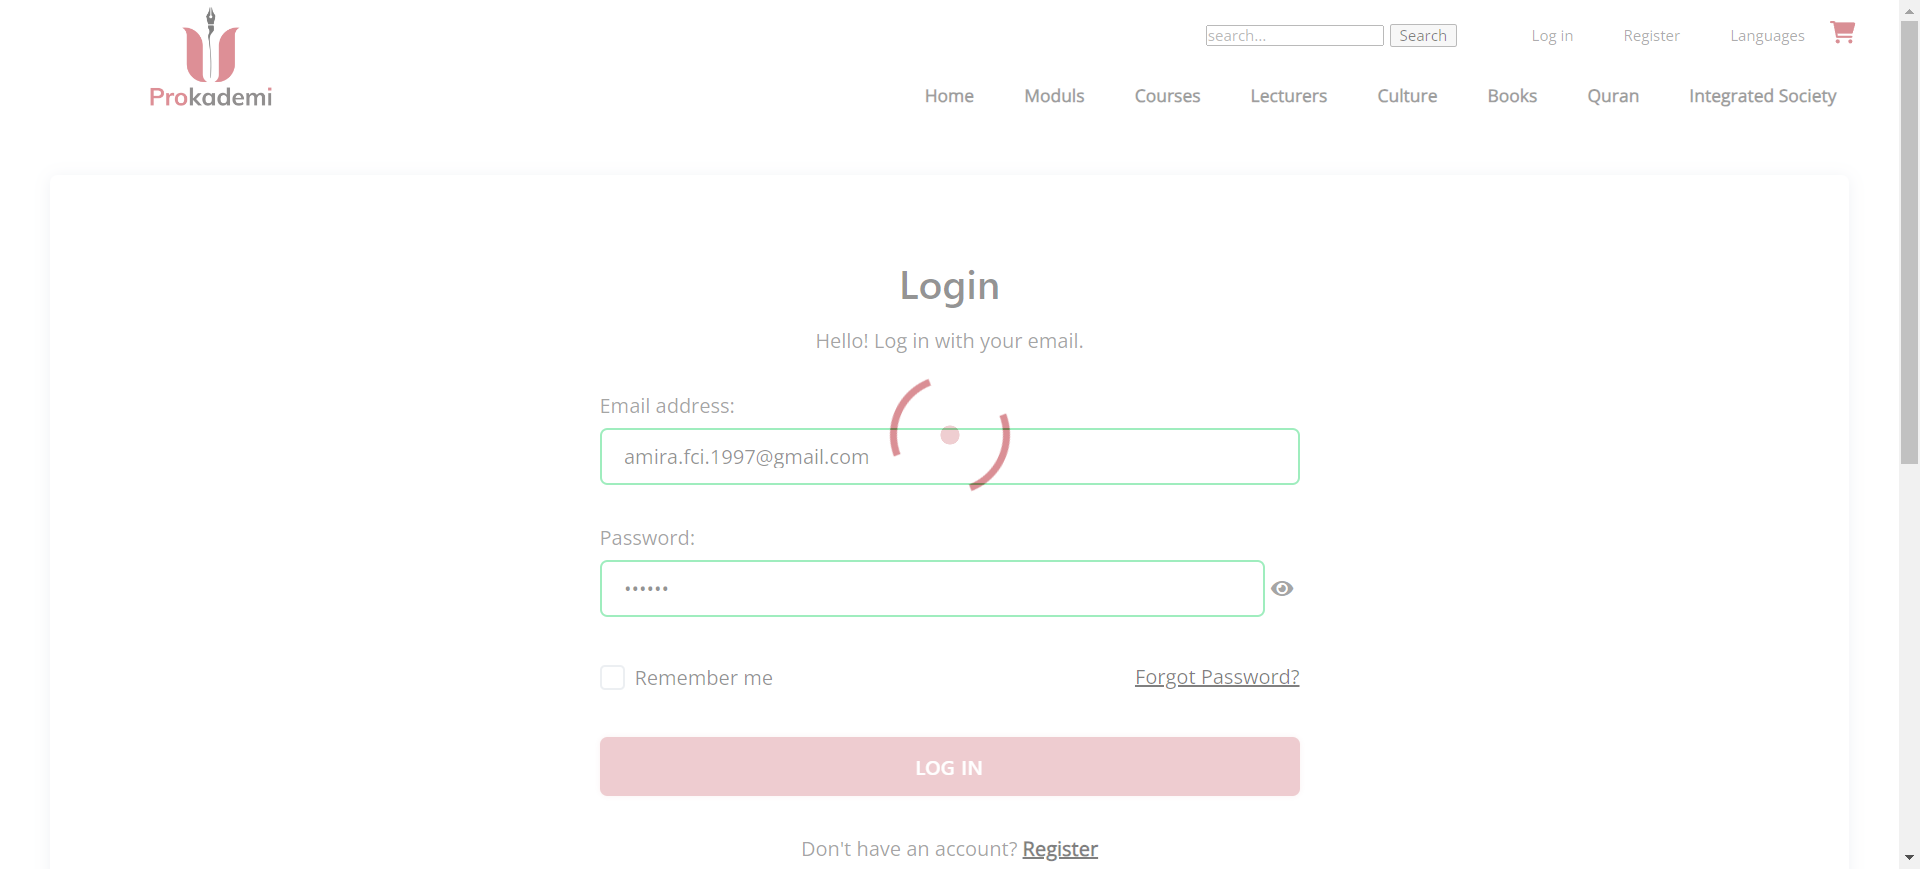 Prokademi
search...
Search
Log in
Register
Languages
Home
Moduls
Courses
Lecturers
Culture
Books
Quran
Integrated Society
Login
Hello! Log in with your email.
Email address:
amira.fci.1997@gmail.com
Password:
••••••
Remember me
Forgot Password?
LOG IN
Don't have an account? Register